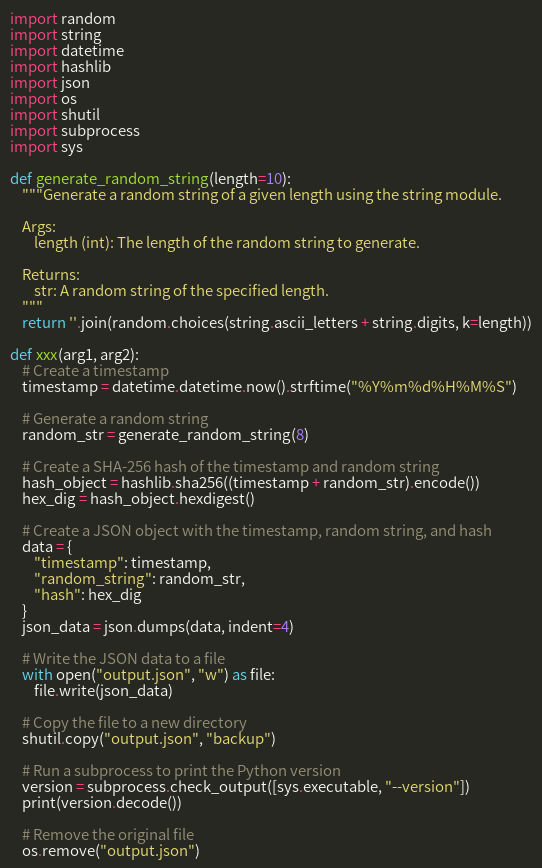 import random
import string
import datetime
import hashlib
import json
import os
import shutil
import subprocess
import sys

def generate_random_string(length=10):
    """Generate a random string of a given length using the string module.

    Args:
        length (int): The length of the random string to generate.

    Returns:
        str: A random string of the specified length.
    """
    return ''.join(random.choices(string.ascii_letters + string.digits, k=length))

def xxx(arg1, arg2):
    # Create a timestamp
    timestamp = datetime.datetime.now().strftime("%Y%m%d%H%M%S")

    # Generate a random string
    random_str = generate_random_string(8)

    # Create a SHA-256 hash of the timestamp and random string
    hash_object = hashlib.sha256((timestamp + random_str).encode())
    hex_dig = hash_object.hexdigest()

    # Create a JSON object with the timestamp, random string, and hash
    data = {
        "timestamp": timestamp,
        "random_string": random_str,
        "hash": hex_dig
    }
    json_data = json.dumps(data, indent=4)

    # Write the JSON data to a file
    with open("output.json", "w") as file:
        file.write(json_data)

    # Copy the file to a new directory
    shutil.copy("output.json", "backup")

    # Run a subprocess to print the Python version
    version = subprocess.check_output([sys.executable, "--version"])
    print(version.decode())

    # Remove the original file
    os.remove("output.json")